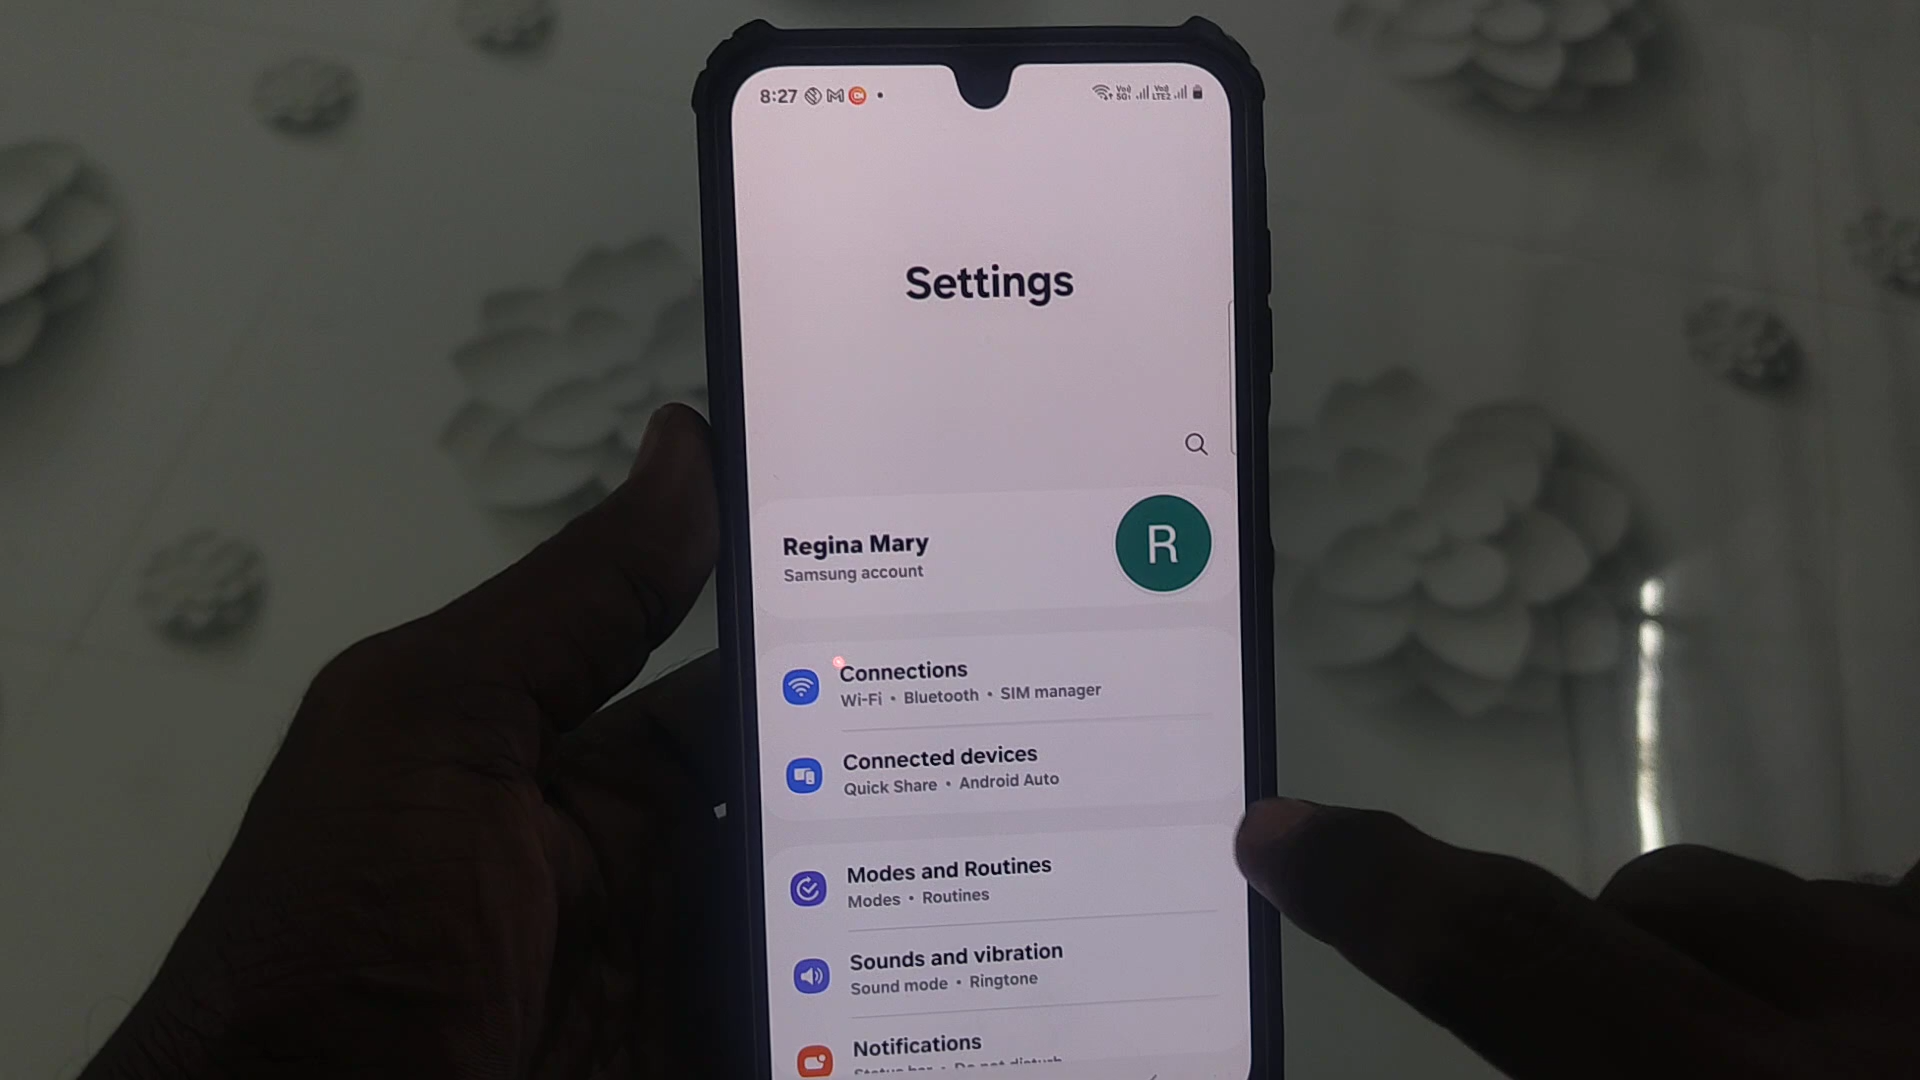 8:27
Settings
Regina Mary
R
Samsung account
Connections
Wi-Fi • Bluetooth • SIM manager
Connected devices
Quick Share • Android Auto
Modes and Routines
Modes • Routines
Sounds and vibration
Sound mode • Ringtone
Notifications